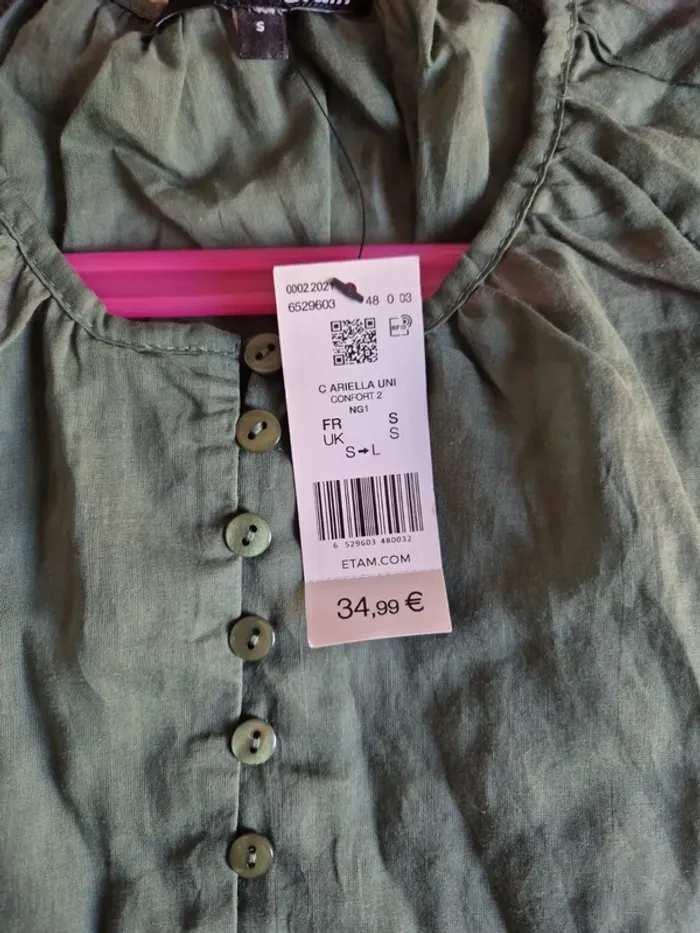 S
0002 2021
6529603 48 0 03
RFID
C ARIELLA UNI
CONFORT 2
NG1
FR S
UK S
S➞L
6 529603 480032
ETAM.COM
34,99 €